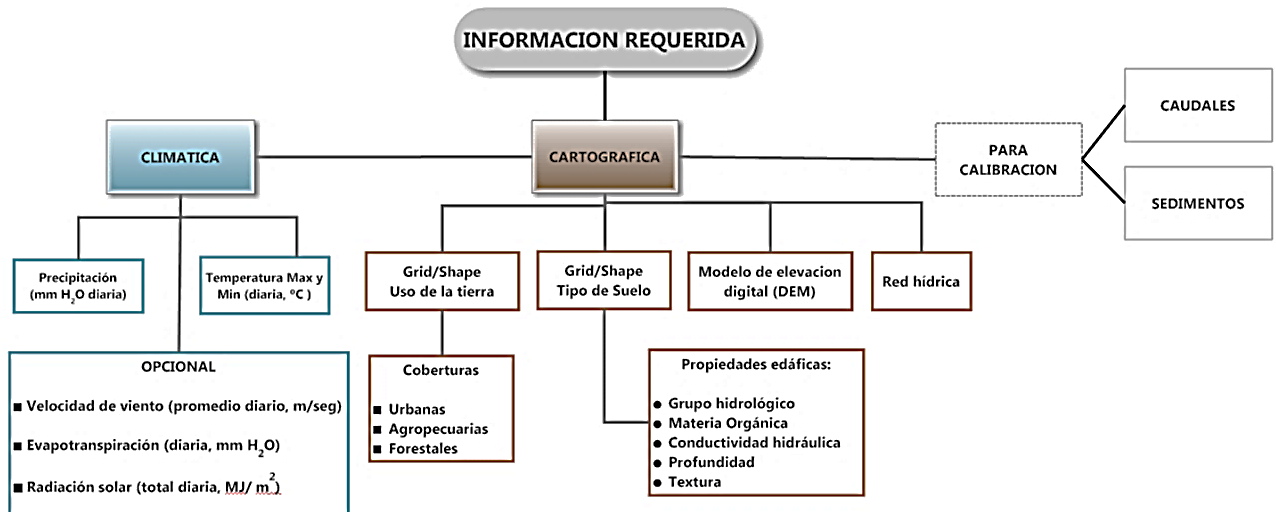 INFORMACION REQUERIDA
CLIMATICA
CARTOGRAFICA
PARA
CALIBRACION
CAUDALES
SEDIMENTOS
Precipitación
(mm H2O diaria)
Temperatura Max y
Min (diaria, ºC )
Grid/Shape
Uso de la tierra
Grid/Shape
Tipo de Suelo
Modelo de elevacion
digital (DEM)
Red hídrica
OPCIONAL
■ Velocidad de viento (promedio diario, m/seg)
■ Evapotranspiración (diaria, mm H2O)
■ Radiación solar (total diaria, MJ/ m2)
Coberturas
■ Urbanas
■ Agropecuarias
■ Forestales
Propiedades edáficas:
● Grupo hidrológico
● Materia Orgánica
● Conductividad hidráulica
● Profundidad
● Textura